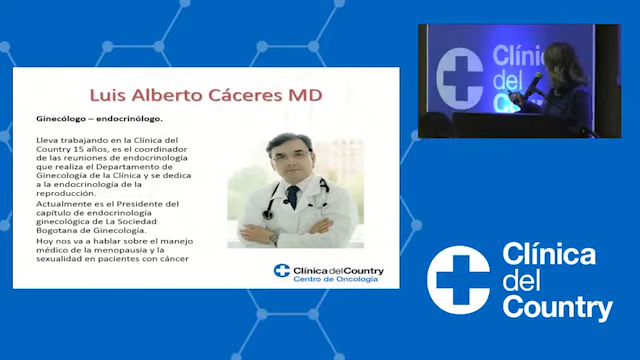 Luis Alberto Cáceres MD
Ginecólogo – endocrinólogo.
Lleva trabajando en la Clínica del
Country 15 años, es el coordinador
de las reuniones de endocrinología
que realiza el Departamento de
Ginecología de la Clínica y se dedica
a la endocrinología de la
reproducción.
Actualmente es el Presidente del
capítulo de endocrinología
ginecológica de La Sociedad
Bogotana de Ginecología.
Hoy nos va a hablar sobre el manejo
médico de la menopausia y la
sexualidad en pacientes con cáncer
Clínica del Country
Centro de Oncología
Clínica
del
Country
Clínica
del
Country